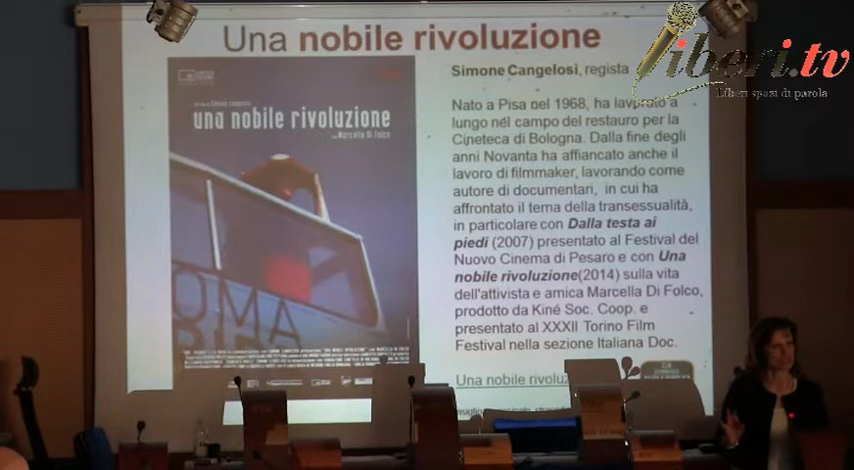 Una nobile rivoluzione
liberi.tv
Liberi spazi di parola
Simone Cangelosi, regista
Nato a Pisa nel 1968, ha lavorato a
lungo nel campo del restauro per la
Cineteca di Bologna. Dalla fine degli
anni Novanta ha affiancato anche il
lavoro di filmmaker, lavorando come
autore di documentari, in cui ha
affrontato il tema della transessualità,
in particolare con Dalla testa ai
piedi (2007) presentato al Festival del
Nuovo Cinema di Pesaro e con Una
nobile rivoluzione(2014) sulla vita
dell'attivista e amica Marcella Di Folco,
prodotto da Kiné Soc. Coop. e
presentato al XXXII Torino Film
Festival nella sezione Italiana Doc.
Una nobile rivoluz
una nobile rivoluzione
Marcella Di Folco
OMA